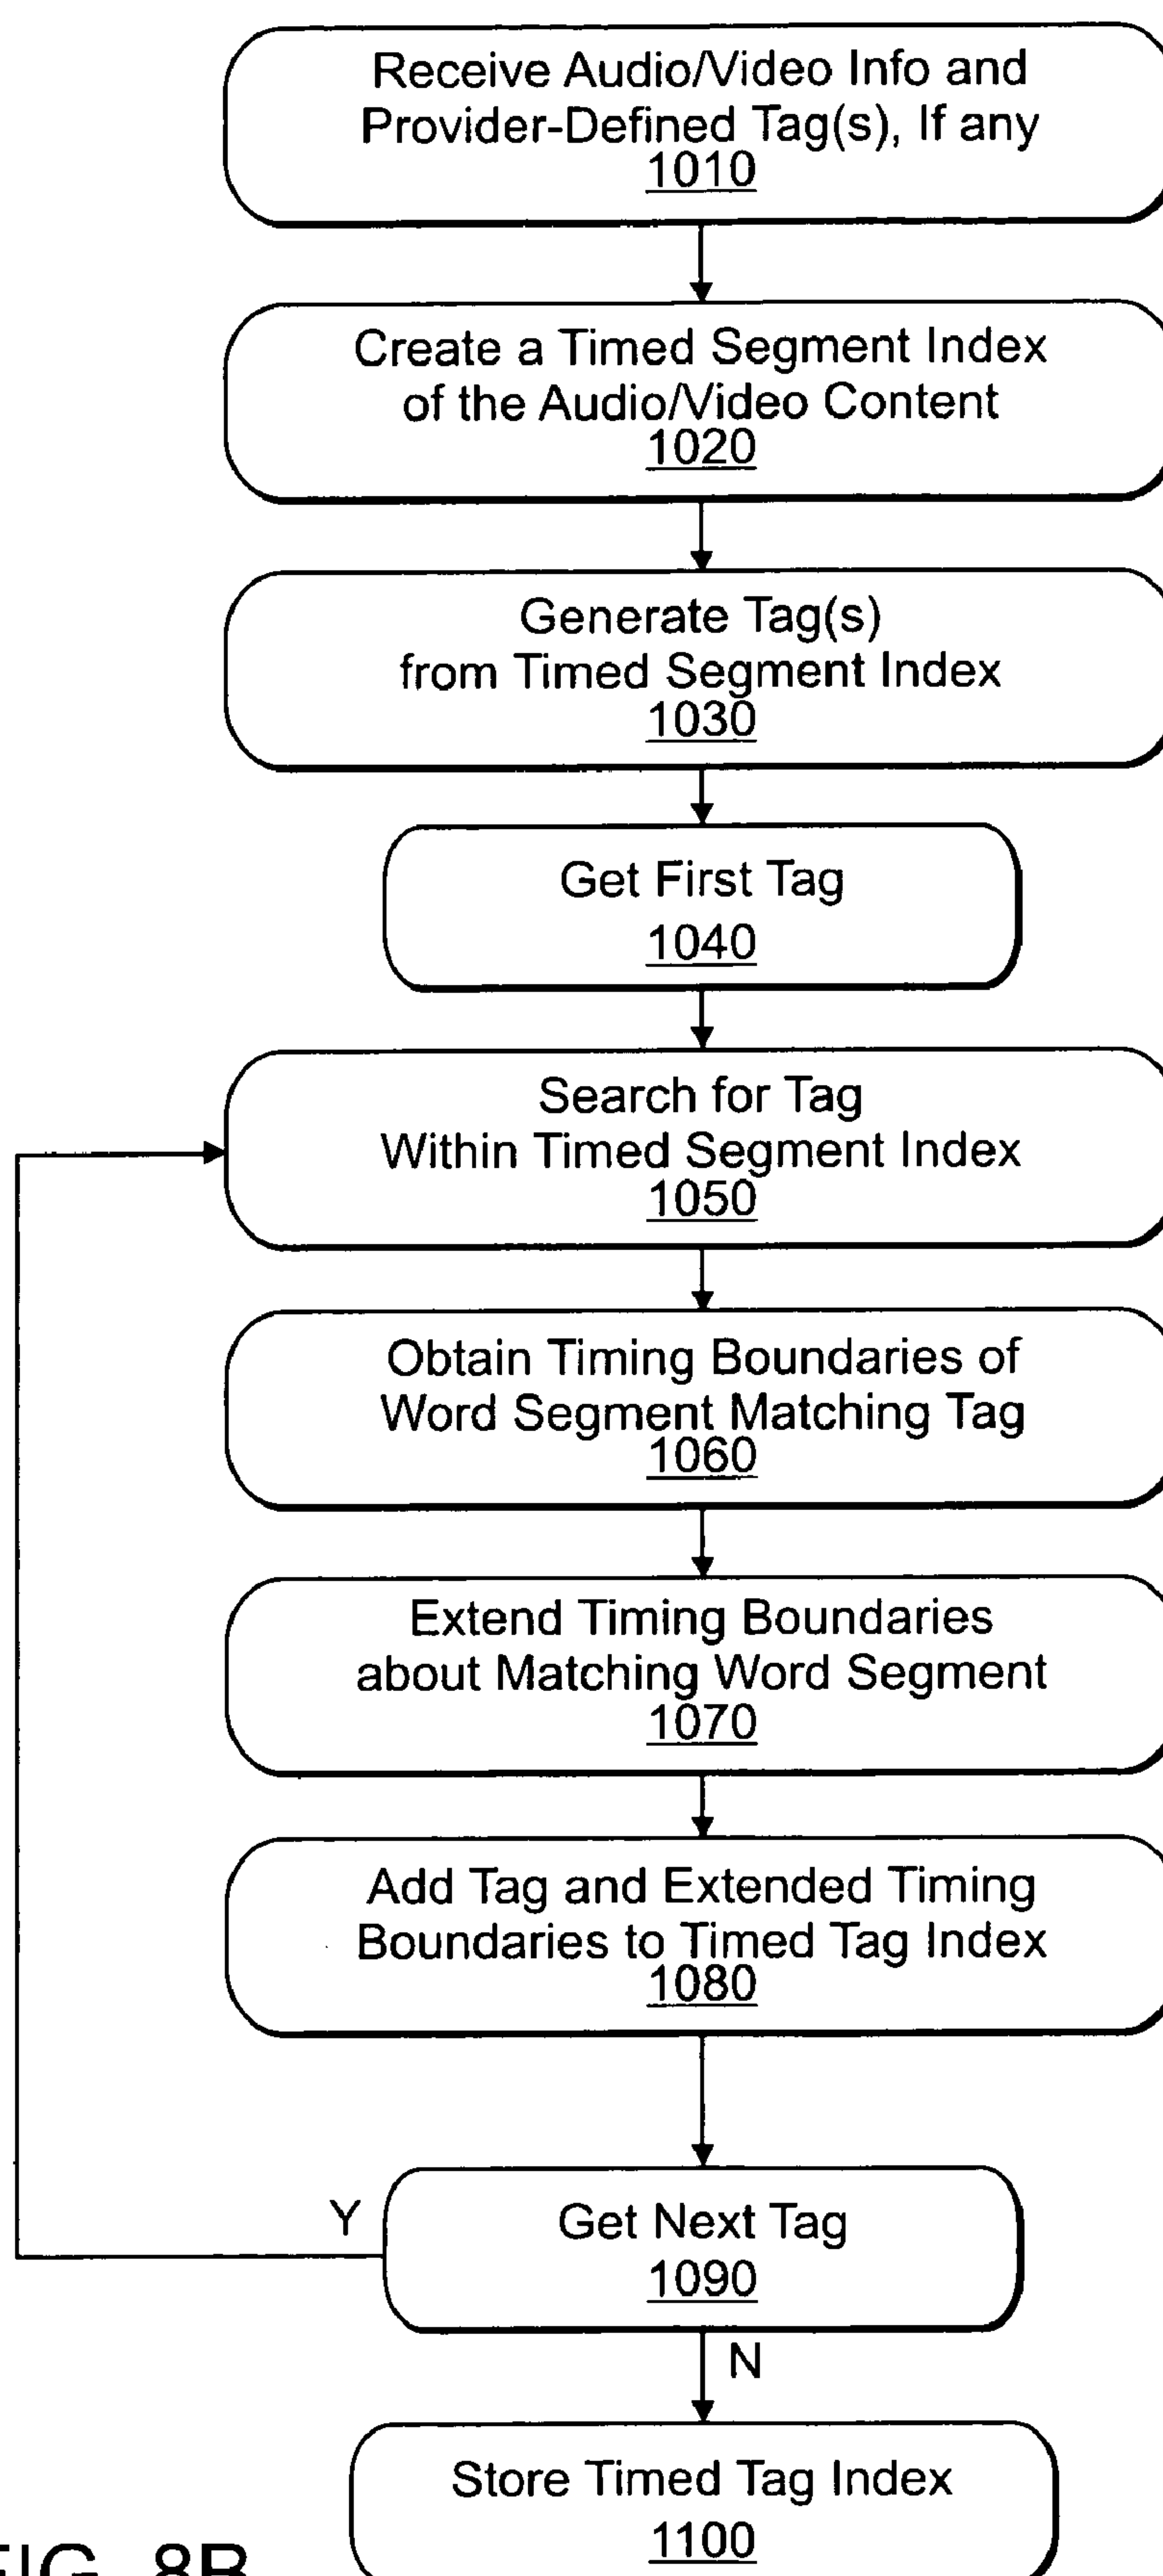 Receive Audio/Video Info and
Provider-Defined Tag(s), If any
1010
Create a Timed Segment Index
of the Audio/Video Content
1020
Generate Tag(s)
from Timed Segment Index
1030
Get First Tag
1040
Search for Tag
Within Timed Segment Index
1050
Obtain Timing Boundaries of
Word Segment Matching Tag
1060
Extend Timing Boundaries
about Matching Word Segment
1070
Add Tag and Extended Timing
Boundaries to Timed Tag Index
1080
Y
Get Next Tag
1090
N
Store Timed Tag Index
1100
FIG. 8B